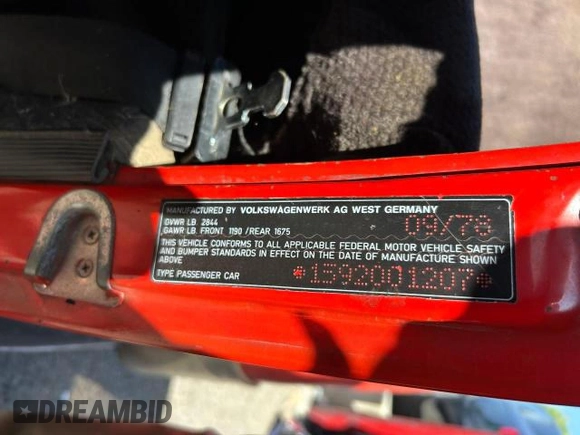 MANUFACTURED BY VOLKSWAGENWERK AG WEST GERMANY
GVWR LB 2844 09/78
GAWR LB. FRONT 1190 /REAR 1675
THIS VEHICLE CONFORMS TO ALL APPLICABLE FEDERAL MOTOR VEHICLE SAFETY
AND BUMPER STANDARDS IN EFFECT ON THE DATE OF MANUFACTURE SHOWN
ABOVE
TYPE PASSENGER CAR *1592001207*
DREAMBID